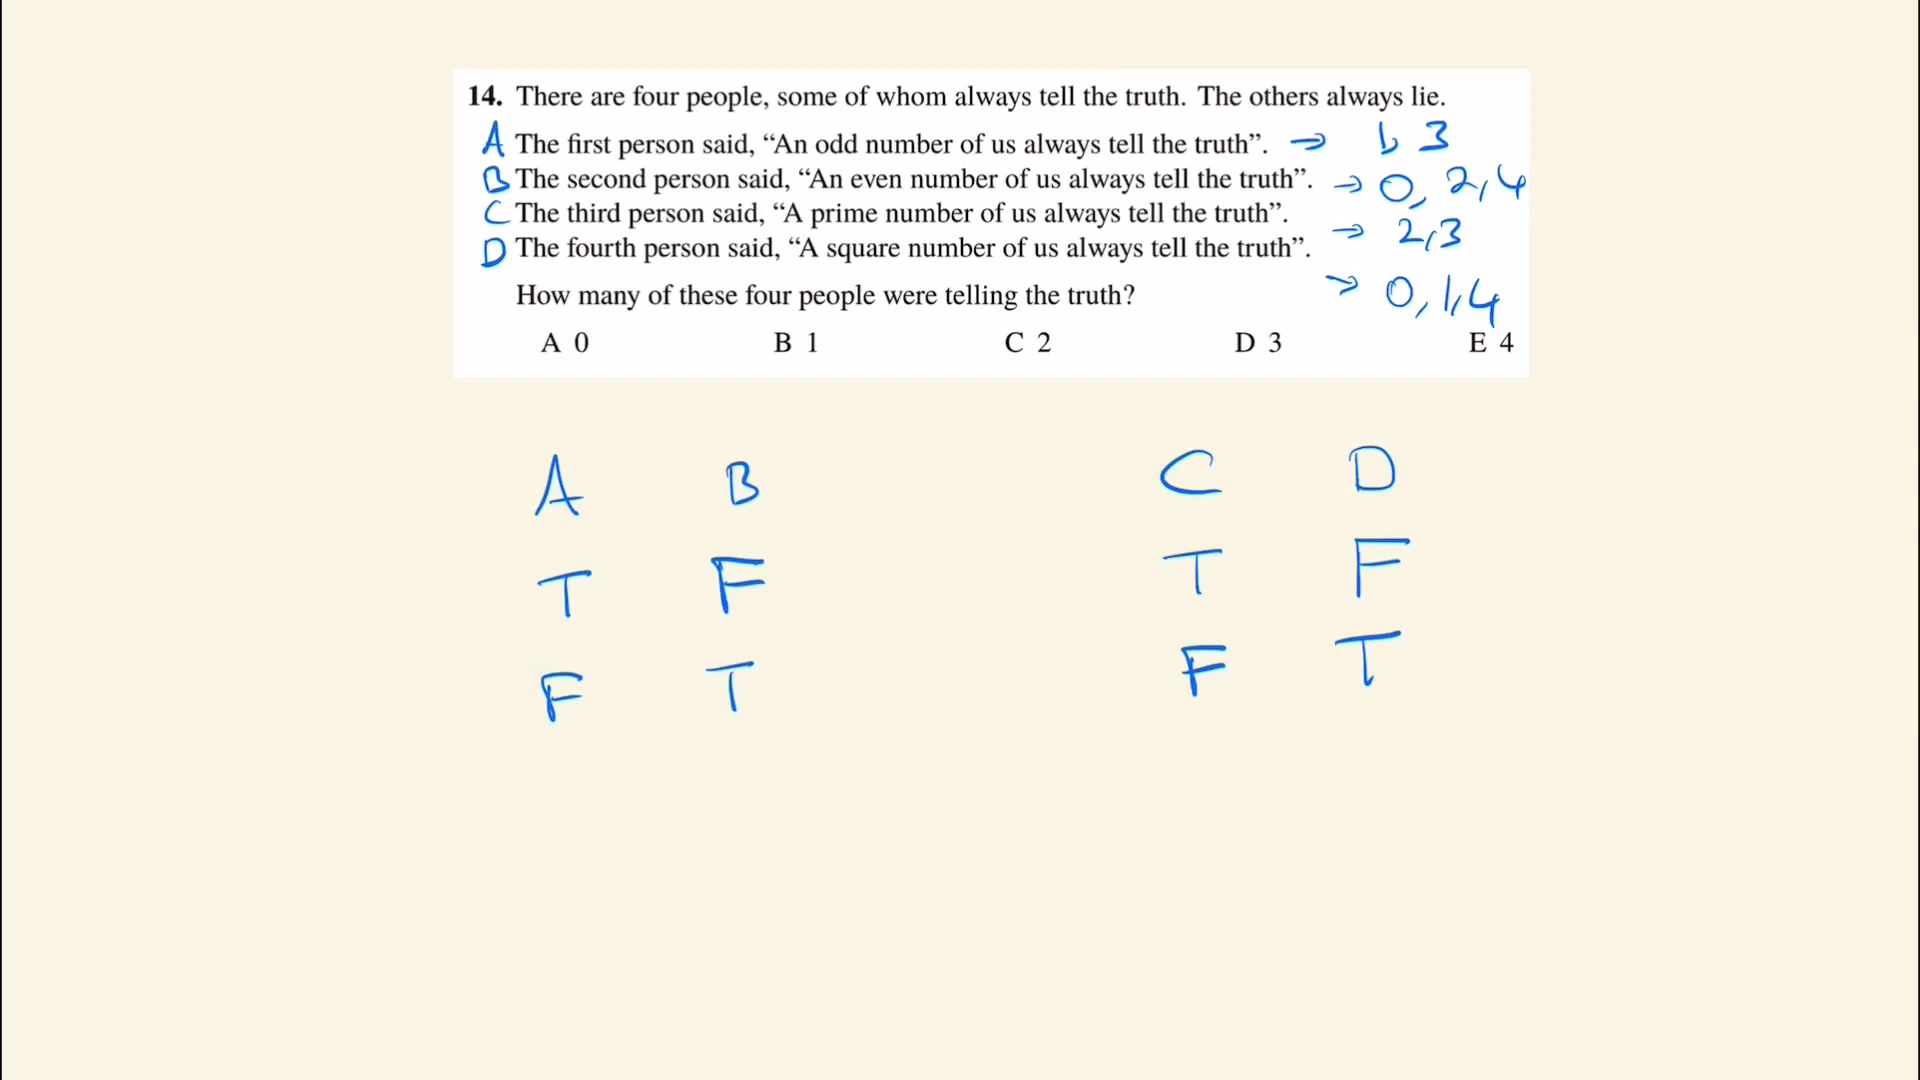 14. There are four people, some of whom always tell the truth. The others always lie.
A The first person said, “An odd number of us always tell the truth”. → 1, 3
B The second person said, “An even number of us always tell the truth”. → 0, 2, 4
C The third person said, “A prime number of us always tell the truth”. → 2, 3
D The fourth person said, “A square number of us always tell the truth”. → 0, 1, 4
How many of these four people were telling the truth?
A 0 B 1 C 2 D 3 E 4
A B C D
T F T F
F T F T